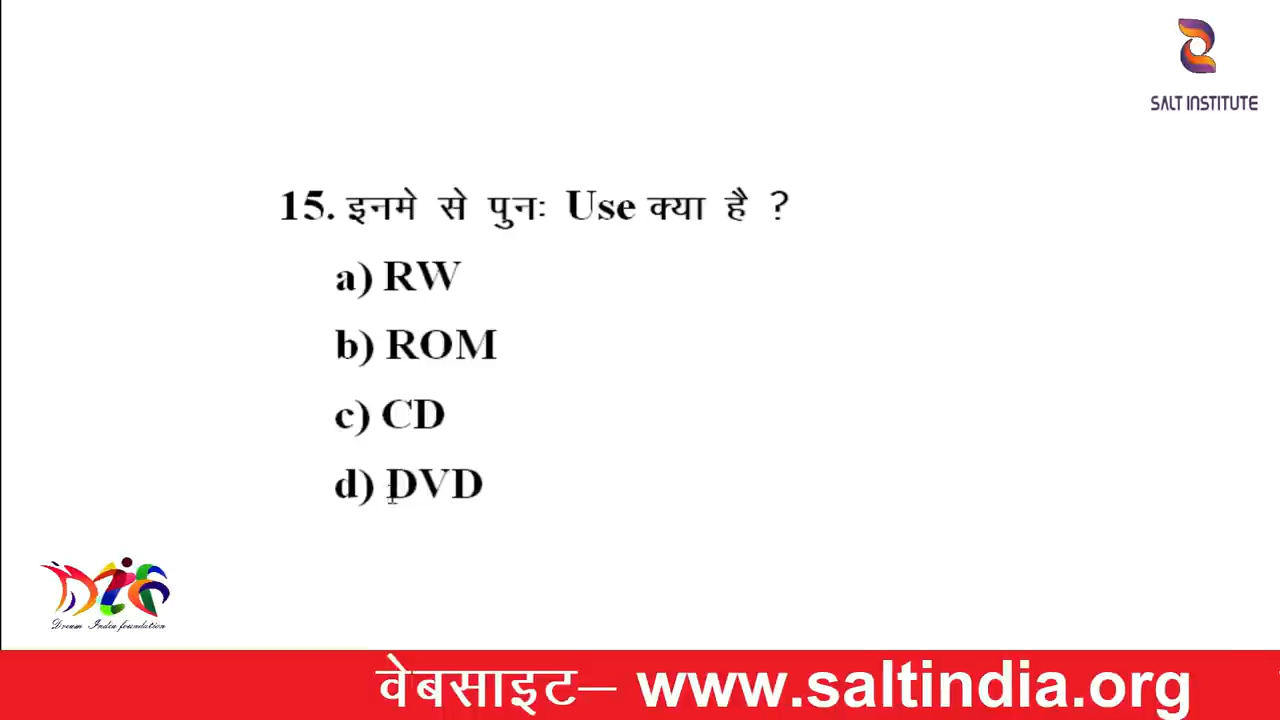 SALT INSTITUTE
15. इनमे से पुनः Use क्या है ?
a) RW
b) ROM
c) CD
d) DVD
Dream India foundation
वेबसाइट– www.saltindia.org